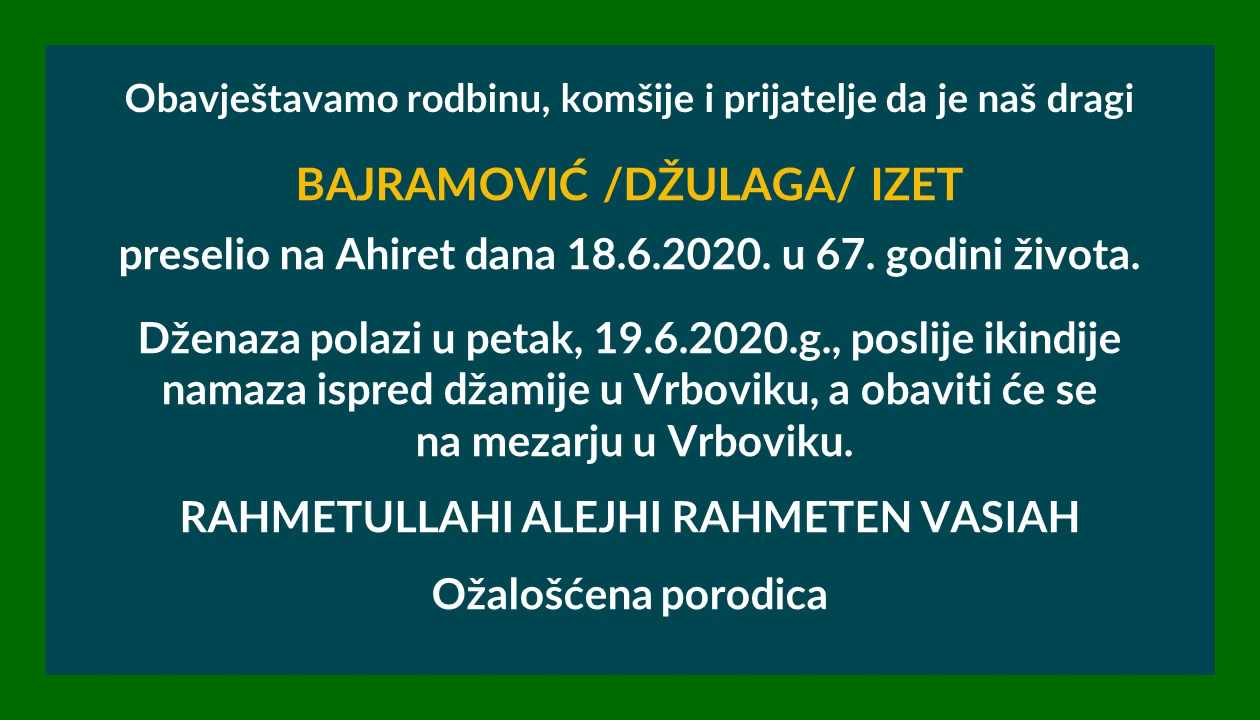 Obavještavamo rodbinu, komšije i prijatelje da je naš dragi
BAJRAMOVIĆ /DŽULAGA/ IZET
preselio na Ahiret dana 18.6.2020. u 67. godini života.
Dženaza polazi u petak, 19.6.2020.g., poslije ikindije
namaza ispred džamije u Vrboviku, a obaviti će se
na mezarju u Vrboviku.
RAHMETULLAHI ALEJHI RAHMETEN VASIAH
Ožalošćena porodica